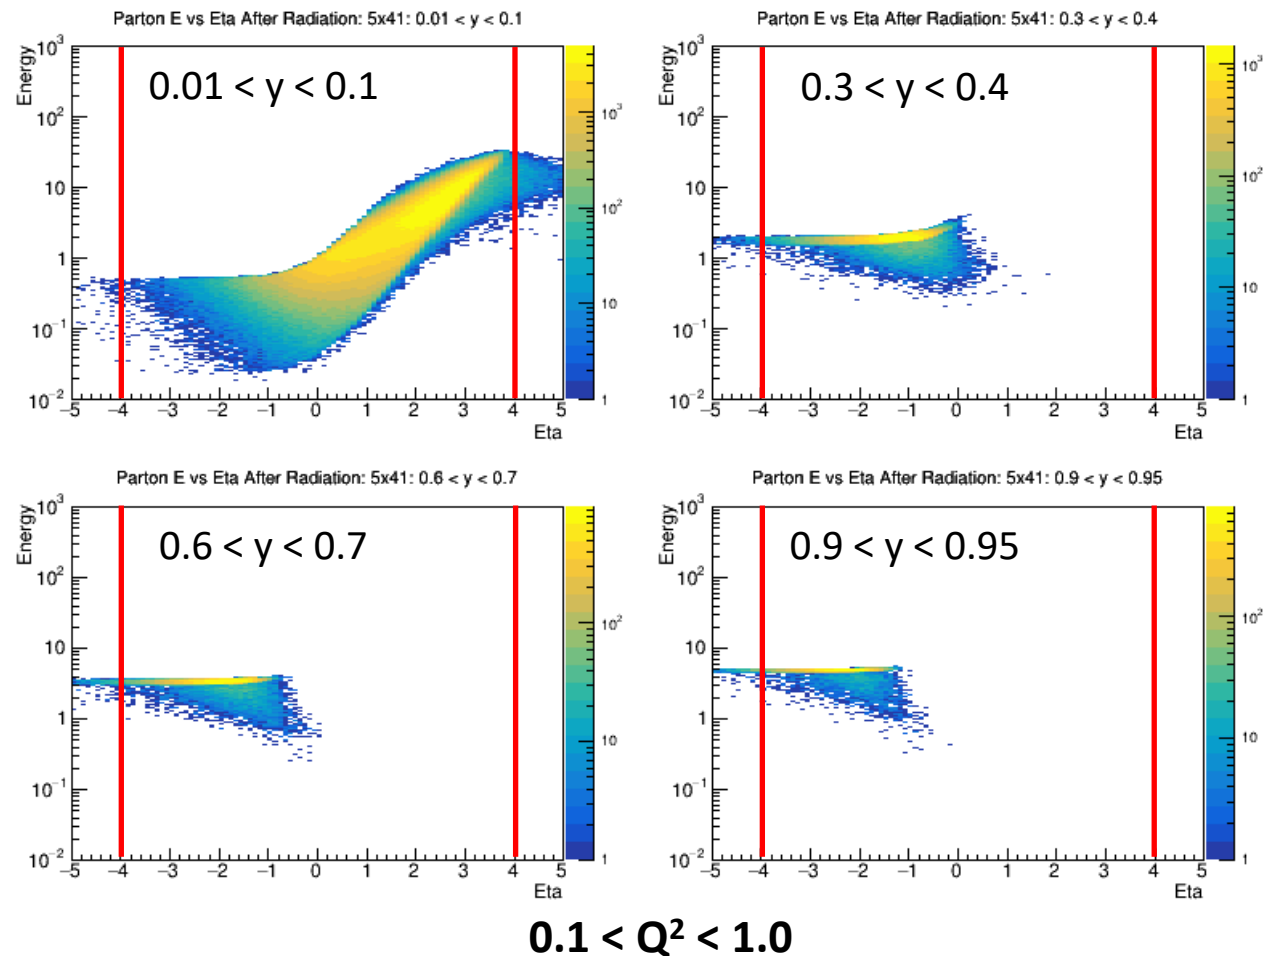 Parton E vs Eta After Radiation: 5x41: 0.01 < y < 0.1
Energy
10³
10²
10
1
10⁻¹
10⁻²
0.01 < y < 0.1
−5 −4 −3 −2 −1 0 1 2 3 4 5
Eta
10³
10²
10
1
Parton E vs Eta After Radiation: 5x41: 0.3 < y < 0.4
Energy
10³
10²
10
1
10⁻¹
10⁻²
0.3 < y < 0.4
−5 −4 −3 −2 −1 0 1 2 3 4 5
Eta
10³
10²
10
1
Parton E vs Eta After Radiation: 5x41: 0.6 < y < 0.7
Energy
10³
10²
10
1
10⁻¹
10⁻²
0.6 < y < 0.7
−5 −4 −3 −2 −1 0 1 2 3 4 5
Eta
10²
10
1
Parton E vs Eta After Radiation: 5x41: 0.9 < y < 0.95
Energy
10³
10²
10
1
10⁻¹
10⁻²
0.9 < y < 0.95
−5 −4 −3 −2 −1 0 1 2 3 4 5
Eta
10²
10
1
0.1 < Q² < 1.0